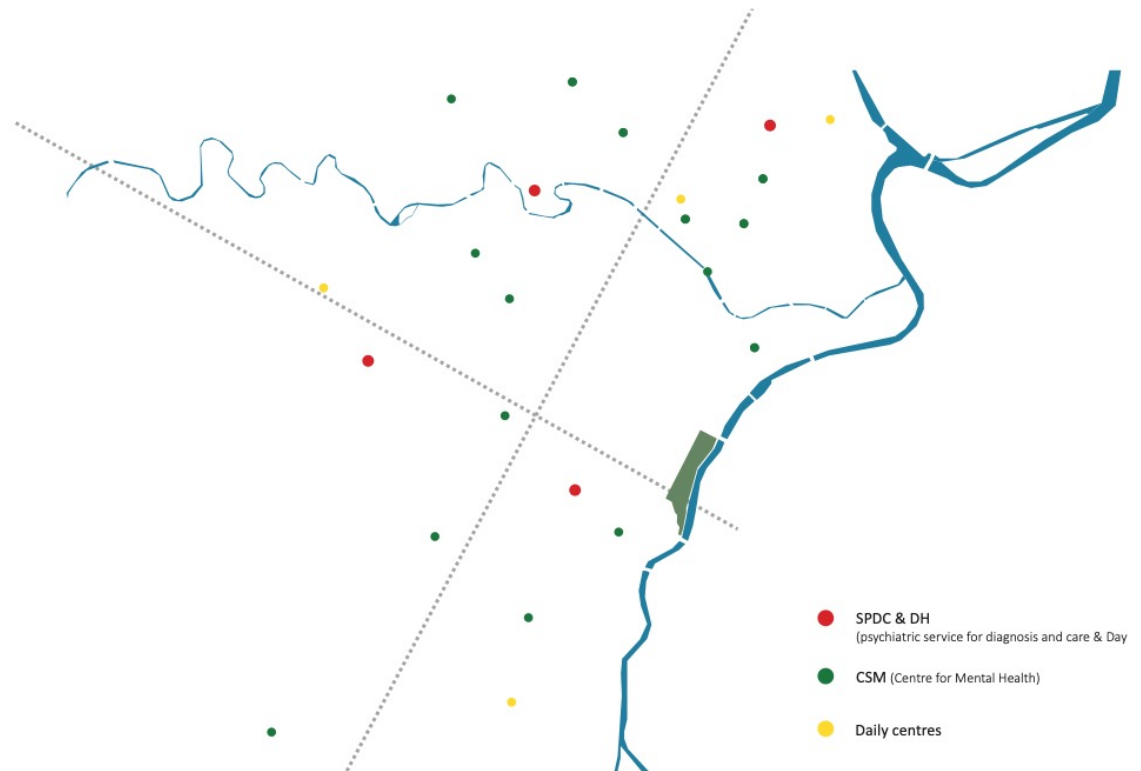 SPDC & DH
(psychiatric service for diagnosis and care & Day
CSM (Centre for Mental Health)
Daily centres